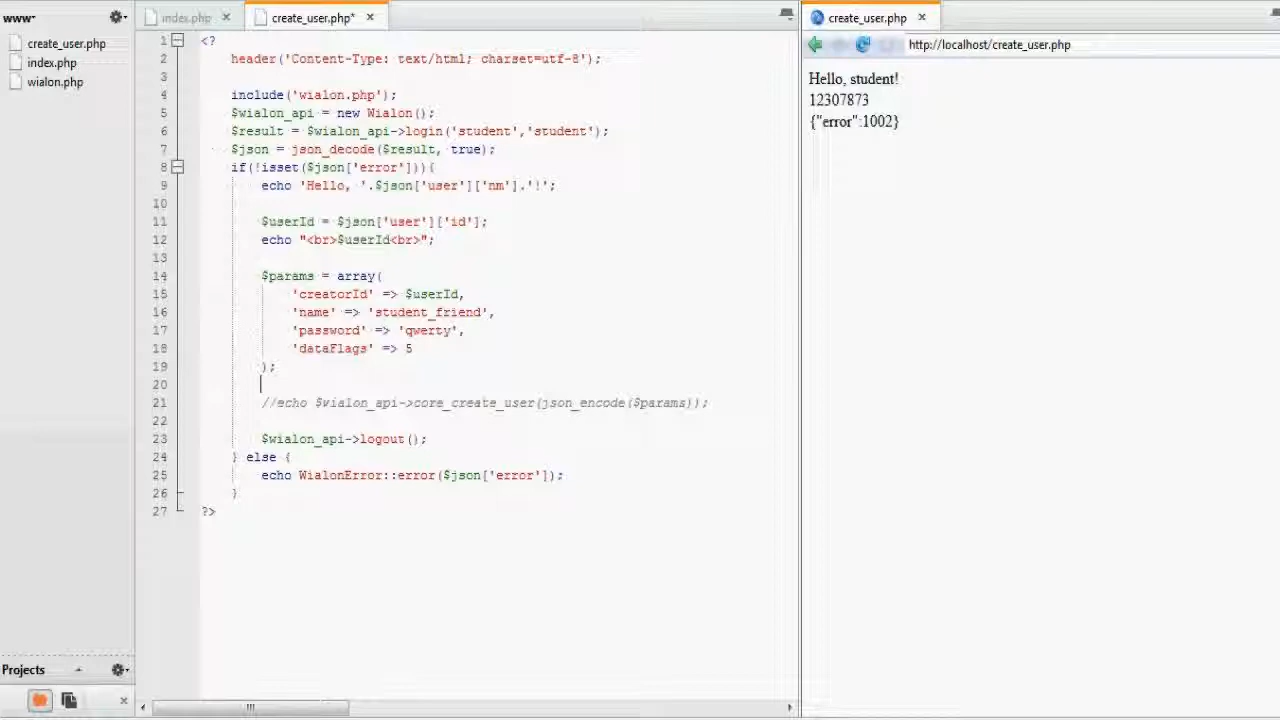 www
index.php
create_user.php*
create_user.php
create_user.php
index.php
wialon.php
http://localhost/create_user.php
1 <?
2 header('Content-Type: text/html; charset=utf-8');
3
4 include('wialon.php');
5 $wialon_api = new Wialon();
6 $result = $wialon_api->login('student','student');
7 $json = json_decode($result, true);
8 if(!isset($json['error'])){
9 echo 'Hello, '.$json['user']['nm'].'!';
10
11 $userId = $json['user']['id'];
12 echo "<br>$userId<br>";
13
14 $params = array(
15 'creatorId' => $userId,
16 'name' => 'student_friend',
17 'password' => 'qwerty',
18 'dataFlags' => 5
19 );
20
21 //echo $wialon_api->core_create_user(json_encode($params));
22
23 $wialon_api->logout();
24 } else {
25 echo WialonError::error($json['error']);
26 }
27 ?>
Hello, student!
12307873
{"error":1002}
Projects